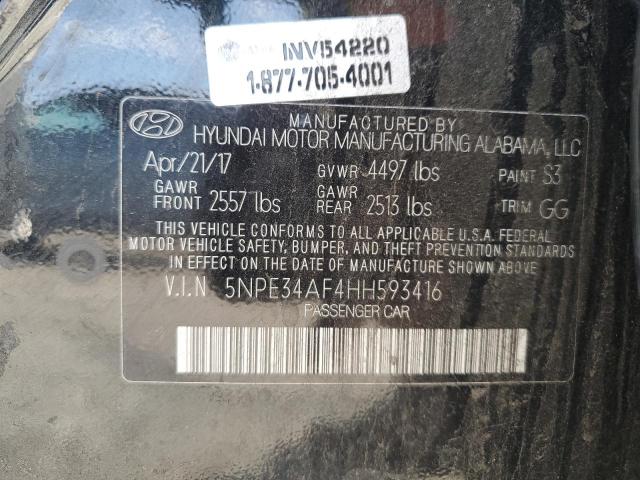 INV54220
1-877-705-4001
MANUFACTURED BY
HYUNDAI MOTOR MANUFACTURING ALABAMA, LLC
Apr/21/17 GVWR 4497 lbs PAINT S3
GAWR FRONT 2557 lbs GAWR REAR 2513 lbs TRIM GG
THIS VEHICLE CONFORMS TO ALL APPLICABLE U.S.A. FEDERAL
MOTOR VEHICLE SAFETY, BUMPER, AND THEFT PREVENTION STANDARDS
IN EFFECT ON THE DATE OF MANUFACTURE SHOWN ABOVE.
V.I.N 5NPE34AF4HH593416
PASSENGER CAR